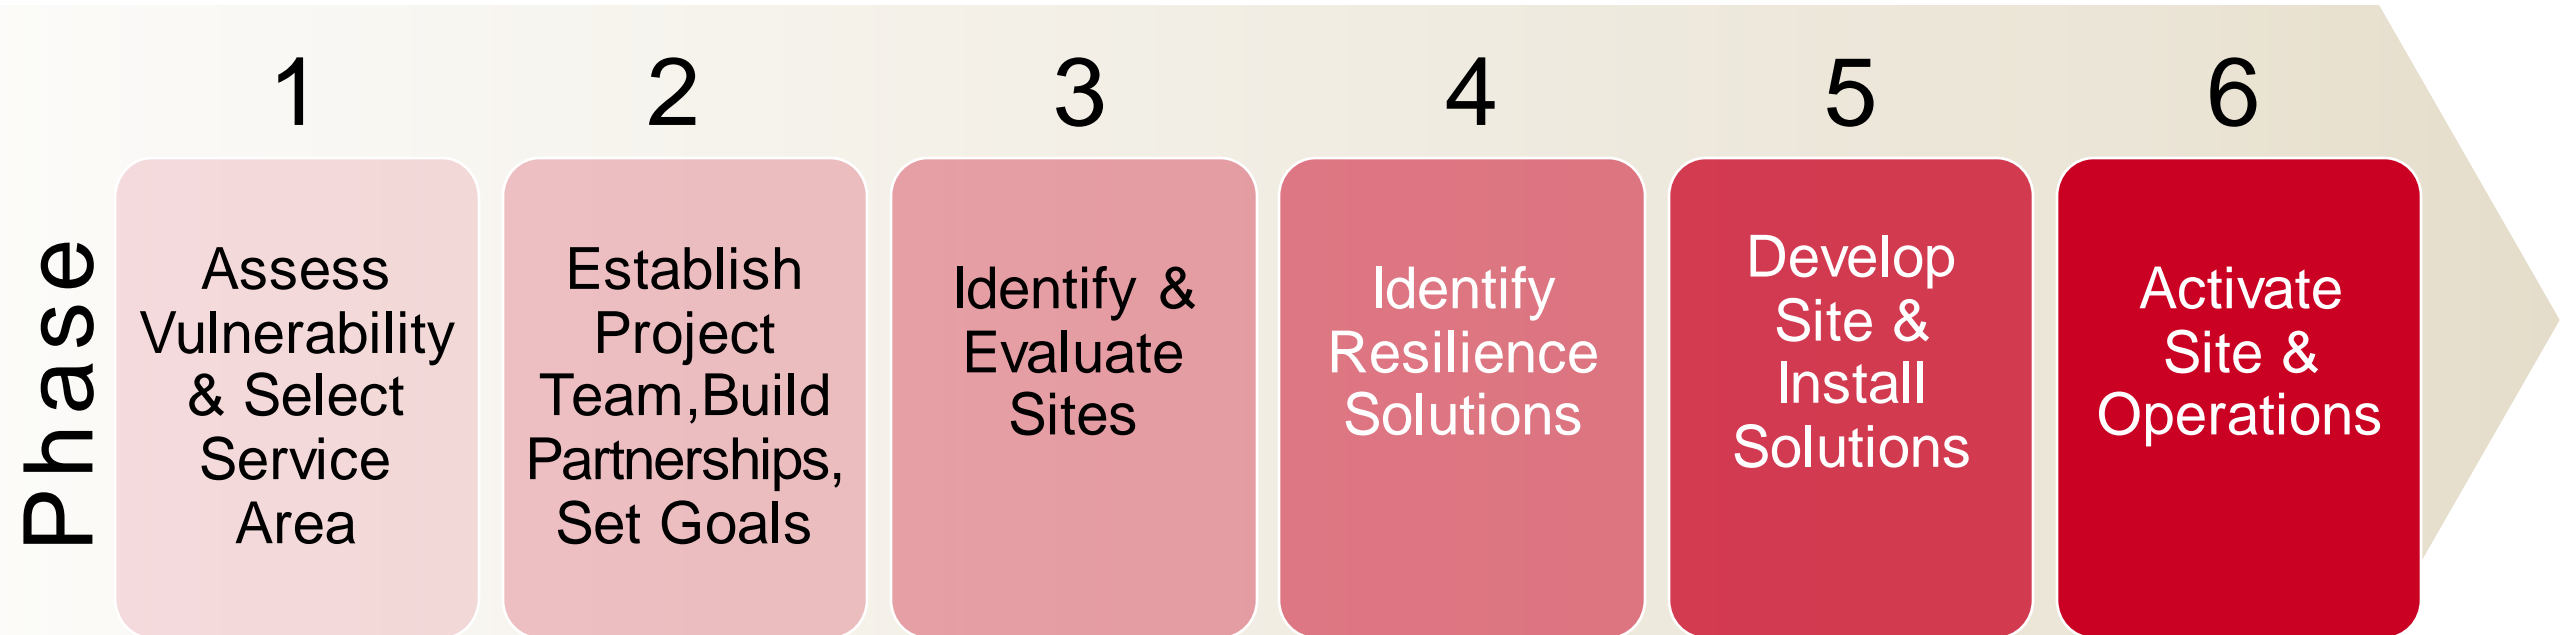 Phase
1
Assess
Vulnerability
& Select
Service
Area
2
Establish
Project
Team,Build
Partnerships,
Set Goals
3
Identify &
Evaluate
Sites
4
Identify
Resilience
Solutions
5
Develop
Site &
Install
Solutions
6
Activate
Site &
Operations